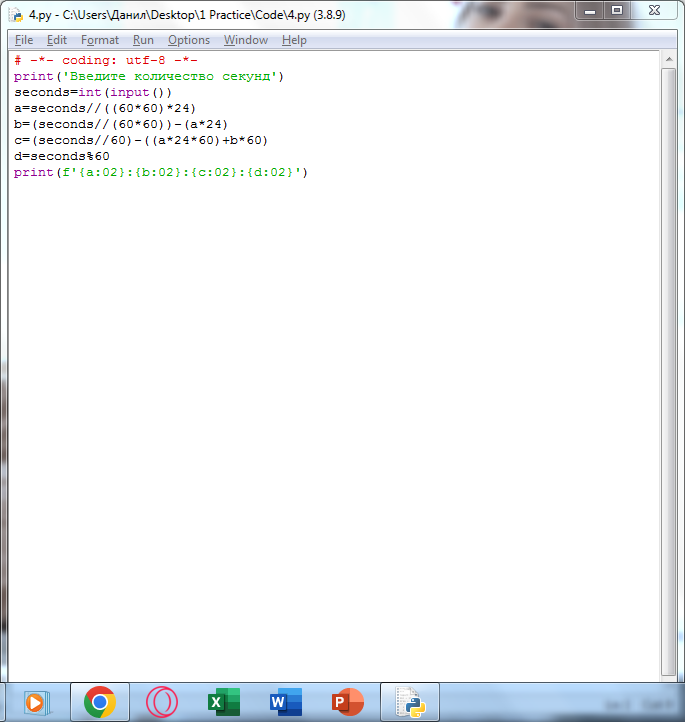 4.py - C:\Users\Данил\Desktop\1 Practice\Code\4.py (3.8.9)
File Edit Format Run Options Window Help
# -*- coding: utf-8 -*-
print('Введите количество секунд')
seconds=int(input())
a=seconds//((60*60)*24)
b=(seconds//(60*60))-(a*24)
c=(seconds//60)-((a*24*60)+b*60)
d=seconds%60
print(f'{a:02}:{b:02}:{c:02}:{d:02}')
X W P